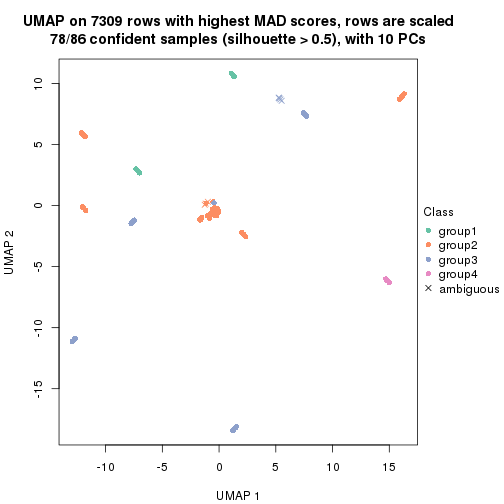 UMAP on 7309 rows with highest MAD scores, rows are scaled
78/86 confident samples (silhouette > 0.5), with 10 PCs
10
5
0
-5
-10
-15
UMAP 2
-10
-5
0
5
10
15
UMAP 1
Class
group1
group2
group3
group4
ambiguous